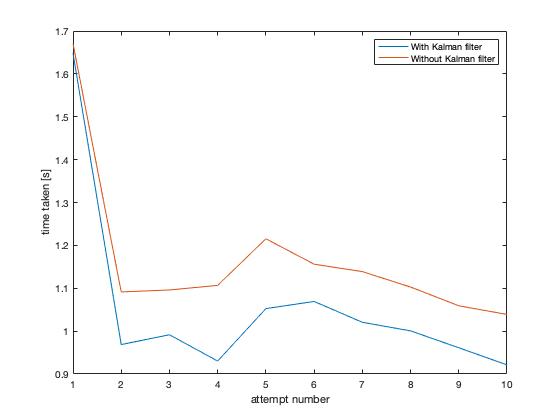 1.7
With Kalman filter
Without Kalman filter
1.6
1.5
1.4
1.3
time taken [s]
1.2
1.1
1
0.9
1 2 3 4 5 6 7 8 9 10
attempt number